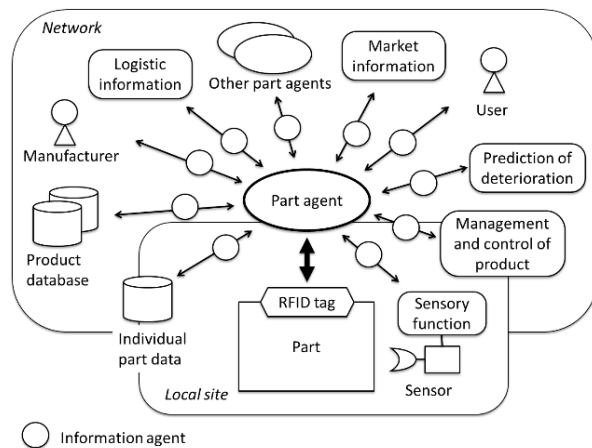 Network
Logistic
information
Other part agents
Market
information
User
Manufacturer
Prediction of
deterioration
Part agent
Product
database
Management
and control of
product
Individual
part data
RFID tag
Part
Sensory
function
Sensor
Local site
Information agent